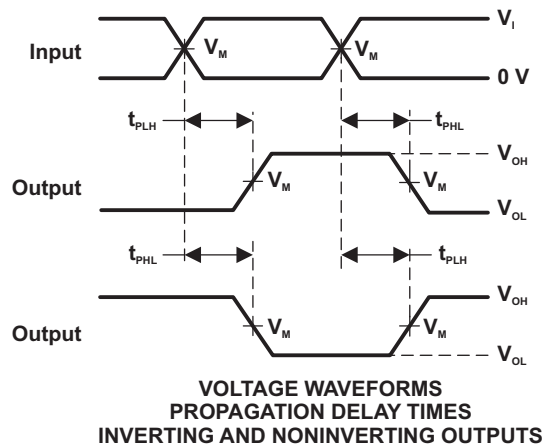 V_I
Input
V_M
V_M
0 V
t_PLH
t_PHL
V_OH
Output
V_M
V_M
V_OL
t_PHL
t_PLH
V_OH
Output
V_M
V_M
V_OL
VOLTAGE WAVEFORMS
PROPAGATION DELAY TIMES
INVERTING AND NONINVERTING OUTPUTS